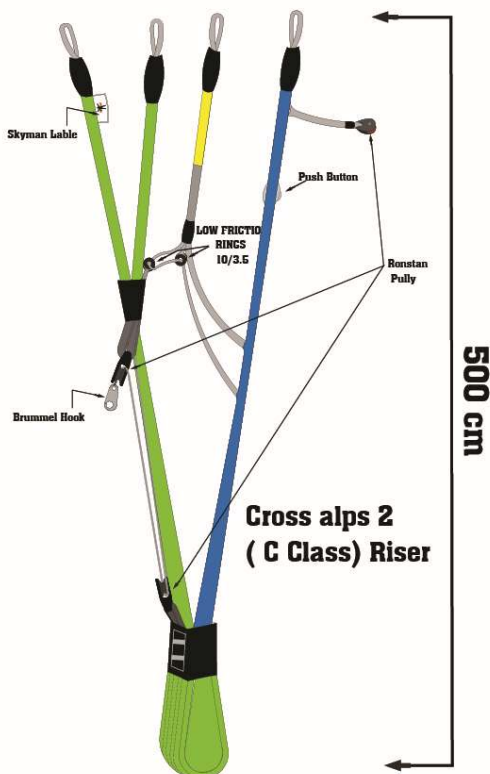 Skyman Lable
Push Button
LOW FRICTIO
RINGS
10/3.5
Ronstan
Pully
Brummel Hook
500 cm
Cross alps 2
( C Class) Riser